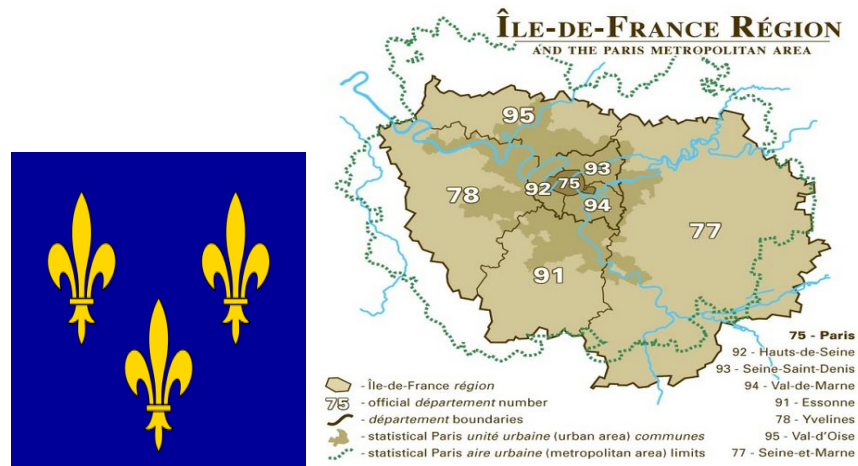 ÎLE-DE-FRANCE RÉGION
AND THE PARIS METROPOLITAN AREA
95
93
92
75
94
78
77
91
75 - Paris
92 - Hauts-de-Seine
93 - Seine-Saint-Denis
94 - Val-de-Marne
91 - Essonne
78 - Yvelines
95 - Val-d'Oise
77 - Seine-et-Marne
- Île-de-France région
75 - official département number
- département boundaries
- statistical Paris unité urbaine (urban area) communes
- statistical Paris aire urbaine (metropolitan area) limits